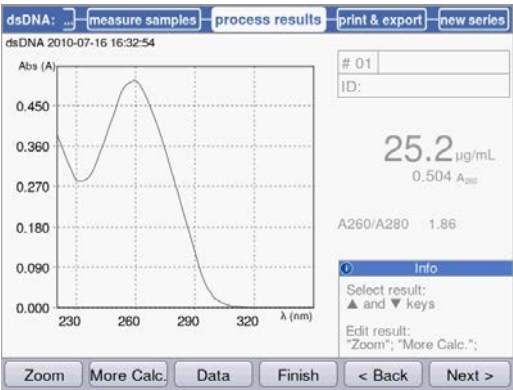 dsDNA: ... measure samples process results print & export new series
dsDNA 2010-07-16 16:32:54
Abs (A)
0.450
0.360
0.270
0.180
0.090
0.000
230 260 290 320 λ (nm)
# 01
ID:
25.2 µg/mL
0.504 A260
A260/A280 1.86
i Info
Select result:
▲ and ▼ keys
Edit result:
"Zoom"; "More Calc.";
Zoom More Calc. Data Finish < Back Next >